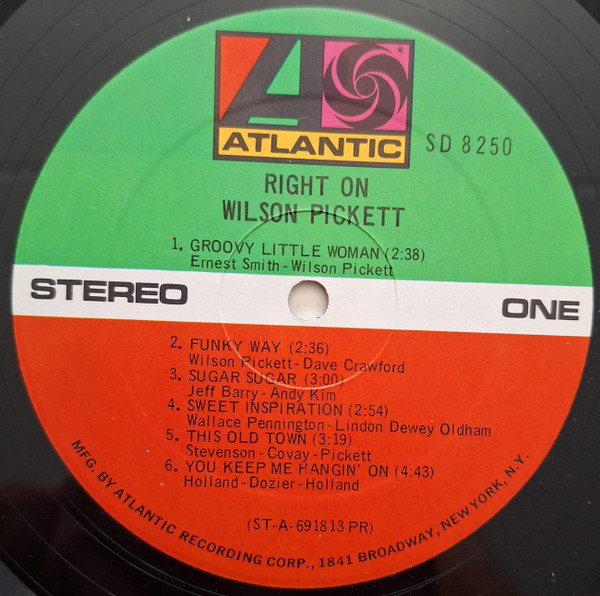 ATLANTIC
®
SD 8250
RIGHT ON
WILSON PICKETT
1. GROOVY LITTLE WOMAN (2:38)
Ernest Smith-Wilson Pickett
STEREO
ONE
2. FUNKY WAY (2:36)
Wilson Pickett-Dave Crawford
3. SUGAR SUGAR (3:00)
Jeff Barry-Andy Kim
4. SWEET INSPIRATION (2:54)
Wallace Pennington-Lindon Dewey Oldham
5. THIS OLD TOWN (3:19)
Stevenson-Covay-Pickett
6. YOU KEEP ME HANGIN' ON (4:43)
Holland-Dozier-Holland
(ST-A-691813 PR)
MFG. BY ATLANTIC RECORDING CORP., 1841 BROADWAY, NEW YORK, N.Y.